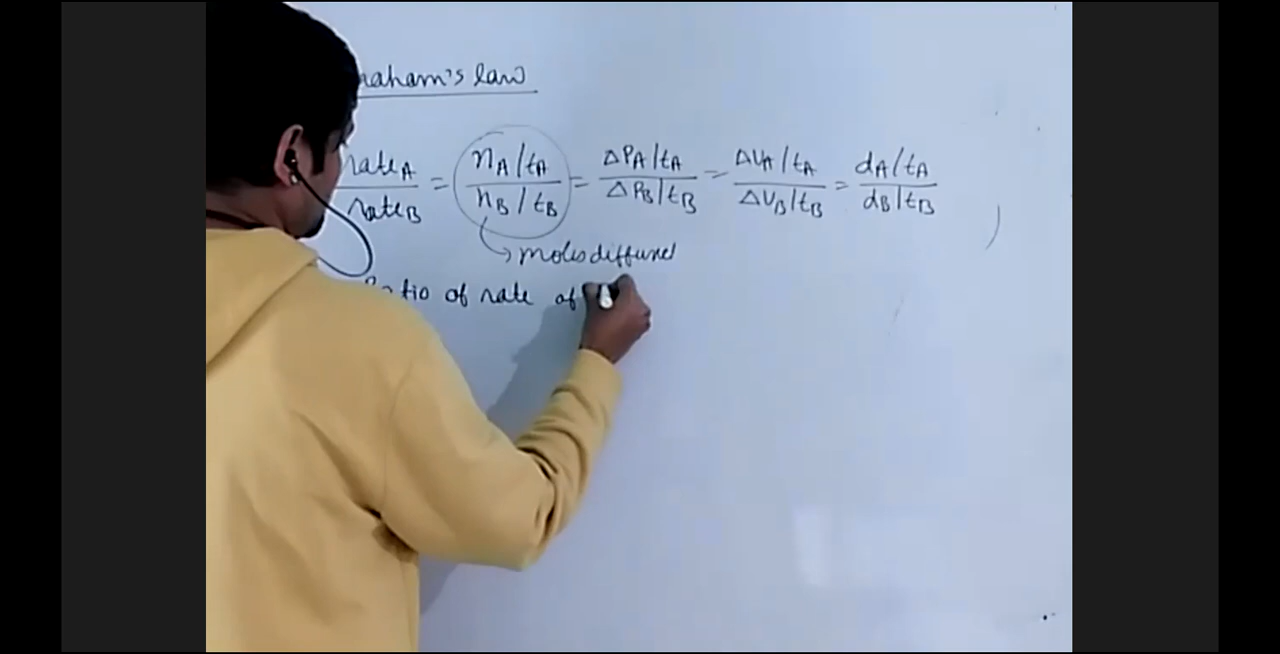 raham's law
rateA/rateB = nA/tA / nB/tB = ΔPA/tA / ΔPB/tB = ΔVA/tA / ΔVB/tB = dA/tA / dB/tB
moles diffused
Ratio of rate of